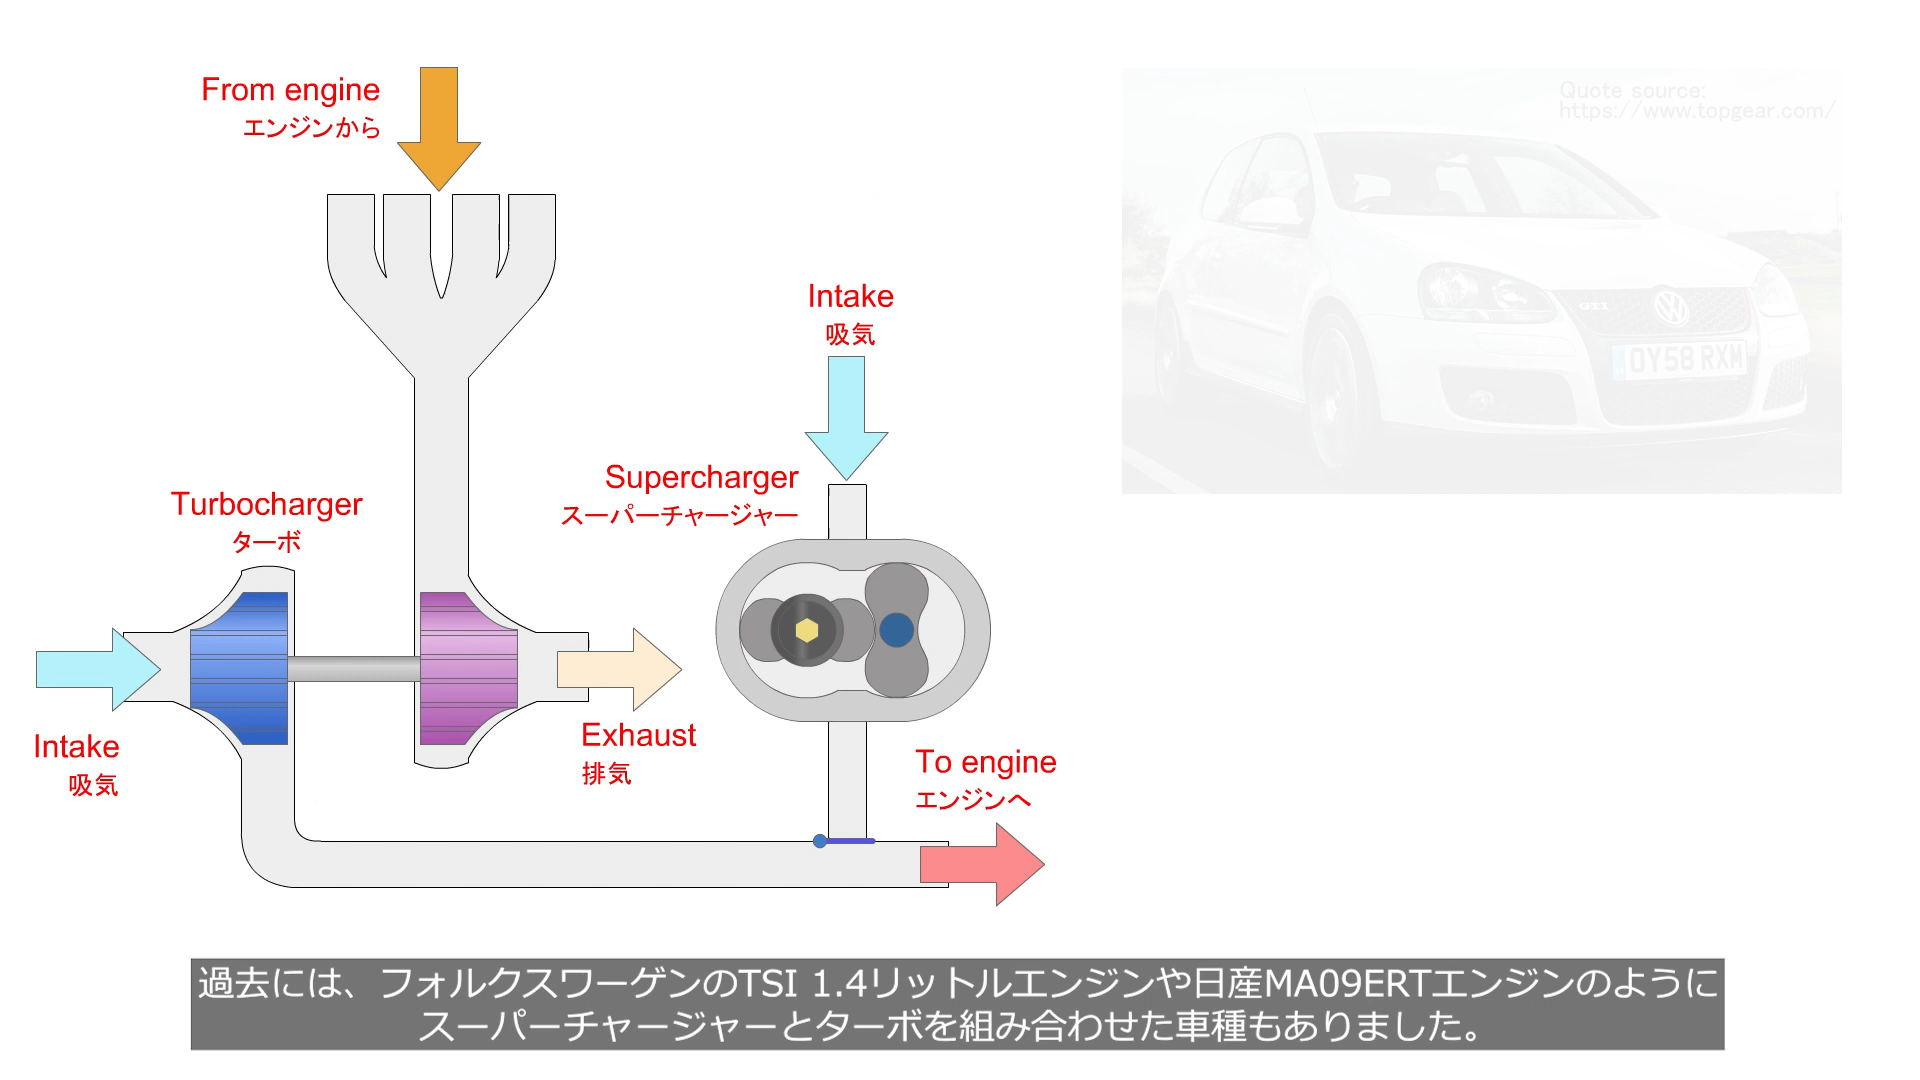 From engine
エンジンから
Quote source:
https://www.topgear.com/
Intake
吸気
GTI
OY58 RXM
Supercharger
スーパーチャージャー
Turbocharger
ターボ
Intake
吸気
Exhaust
排気
To engine
エンジンへ
過去には、フォルクスワーゲンのTSI 1.4リットルエンジンや日産MA09ERTエンジンのように
スーパーチャージャーとターボを組み合わせた車種もありました。